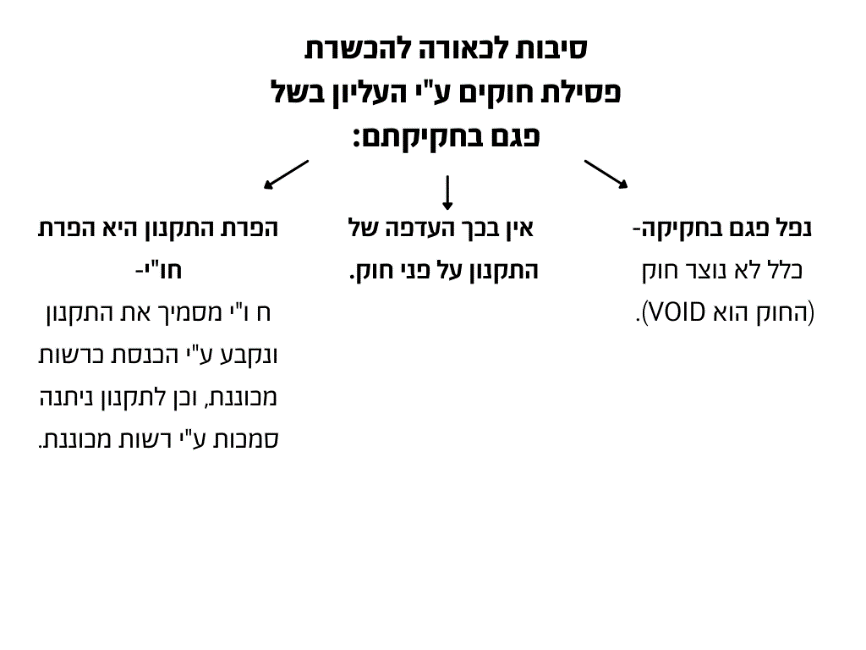 סיבות לכאורה להכשרת
פסילת חוקים ע"י העליון בשל
פגם בחקיקתם:
נפל פגם בחקיקה-
כלל לא נוצר חוק
(החוק הוא VOID).
אין בכך העדפה של
התקנון על פני חוק.
הפרת התקנון היא הפרת
חו"י-
ח ו"י מסמיך את התקנון
ונקבע ע"י הכנסת כרשות
מכוננת, וכן לתקנון ניתנה
סמכות ע"י רשות מכוננת.